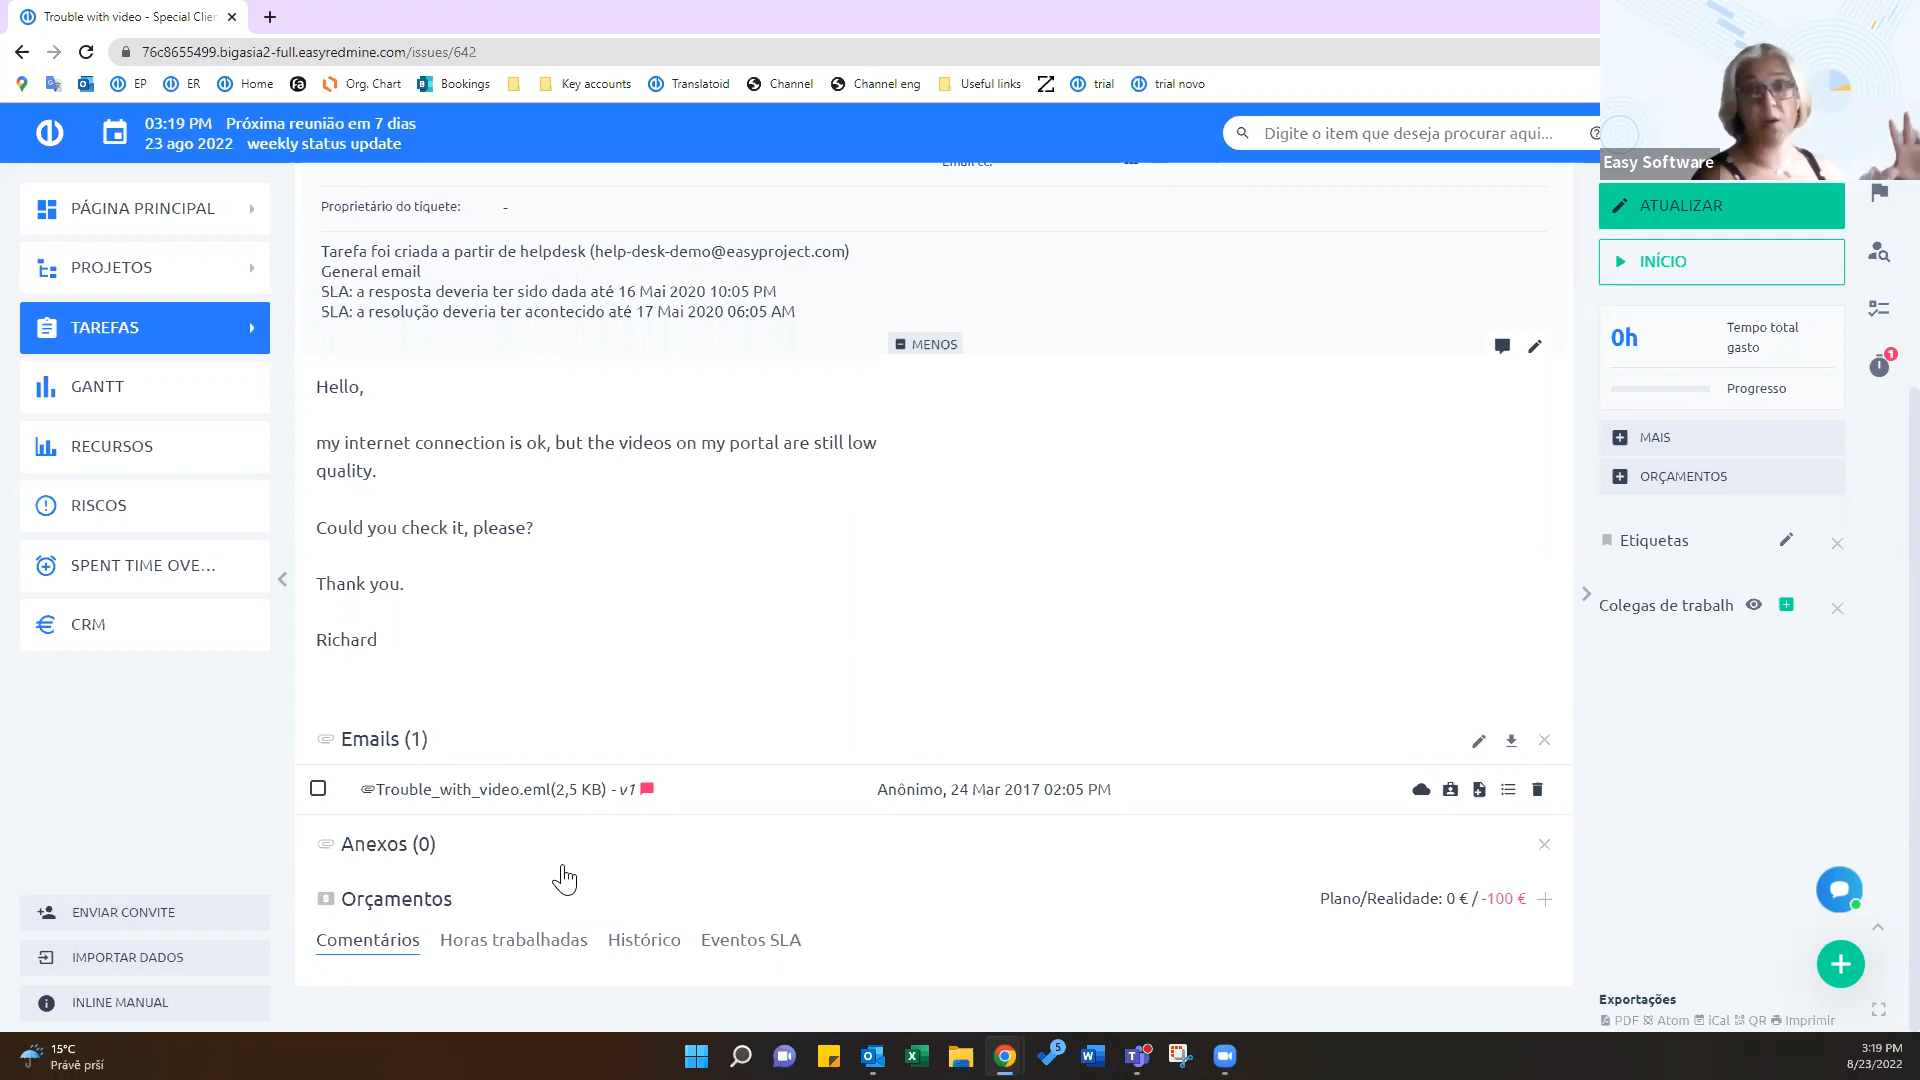 Trouble with video - Special Clier
76c8655499.bigasia2-full.easyredmine.com/issues/642
EP
ER
Home
Org. Chart
Bookings
Key accounts
Translatoid
Channel
Channel eng
Useful links
trial
trial novo
03:19 PM Próxima reunião em 7 dias
23 ago 2022 weekly status update
Digite o item que deseja procurar aqui...
Easy Software
PÁGINA PRINCIPAL
PROJETOS
TAREFAS
GANTT
RECURSOS
RISCOS
SPENT TIME OVE...
CRM
ENVIAR CONVITE
IMPORTAR DADOS
INLINE MANUAL
Email cc:
Proprietário do tíquete: -
Tarefa foi criada a partir de helpdesk (help-desk-demo@easyproject.com)
General email
SLA: a resposta deveria ter sido dada até 16 Mai 2020 10:05 PM
SLA: a resolução deveria ter acontecido até 17 Mai 2020 06:05 AM
MENOS
Hello,
my internet connection is ok, but the videos on my portal are still low
quality.
Could you check it, please?
Thank you.
Richard
Emails (1)
Trouble_with_video.eml(2,5 KB) - v1 Anônimo, 24 Mar 2017 02:05 PM
Anexos (0)
Orçamentos Plano/Realidade: 0 € / -100 €
Comentários Horas trabalhadas Histórico Eventos SLA
ATUALIZAR
INÍCIO
0h Tempo total
gasto
Progresso
MAIS
ORÇAMENTOS
Etiquetas
Colegas de trabalh
1
Exportações
PDF Atom iCal QR Imprimir
15°C
Právě prší
5
3:19 PM
8/23/2022